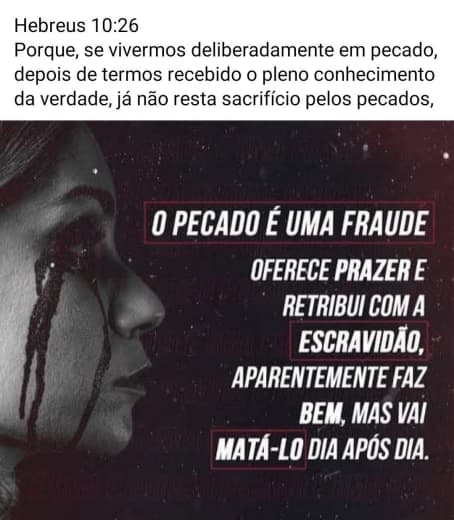 Hebreus 10:26
Porque, se vivermos deliberadamente em pecado,
depois de termos recebido o pleno conhecimento
da verdade, já não resta sacrifício pelos pecados,
O PECADO É UMA FRAUDE
OFERECE PRAZER E
RETRIBUI COM A
ESCRAVIDÃO,
APARENTEMENTE FAZ
BEM, MAS VAI
MATÁ-LO DIA APÓS DIA.